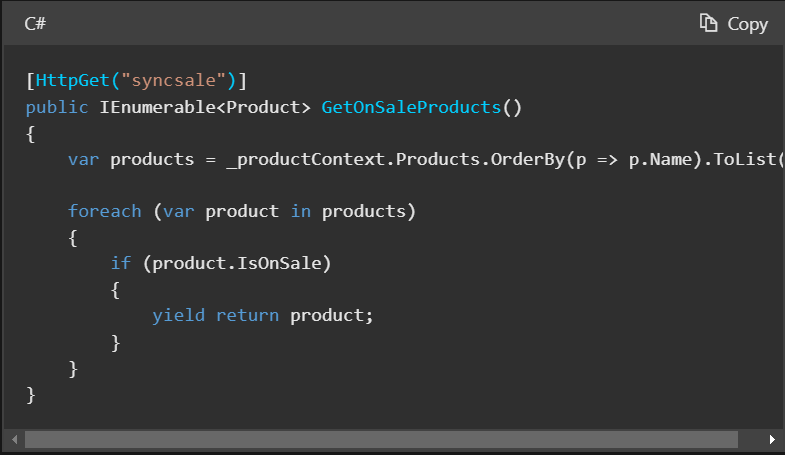 C#
Copy
[HttpGet("syncsale")]
public IEnumerable<Product> GetOnSaleProducts()
{
    var products = _productContext.Products.OrderBy(p => p.Name).ToList(
    foreach (var product in products)
    {
        if (product.IsOnSale)
        {
            yield return product;
        }
    }
}